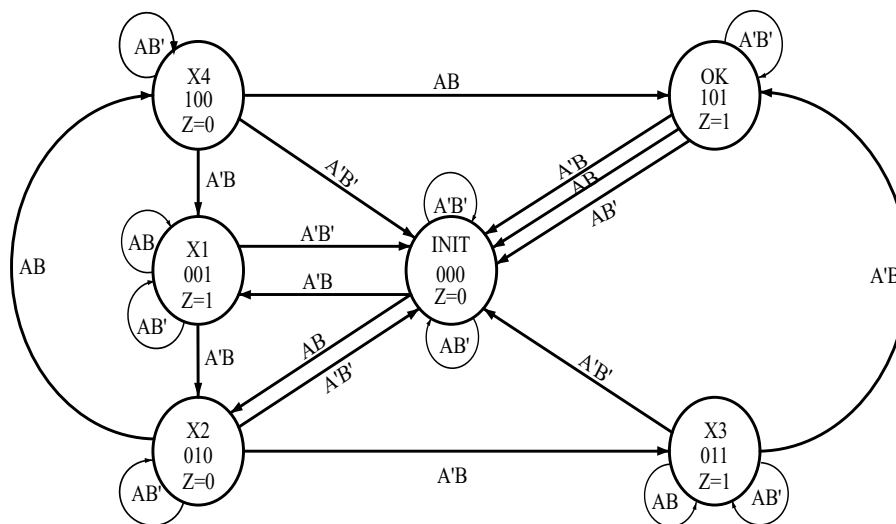 AB'
X4
100
Z=0
AB
OK
101
Z=1
A'B'
A'B
A'B'
A'B
AB
AB'
AB
X1
001
Z=1
AB'
A'B'
A'B
A'B'
INIT
000
Z=0
AB'
AB
A'B
A'B
AB
A'B'
A'B'
X2
010
Z=0
AB'
A'B
X3
011
Z=1
AB
AB'